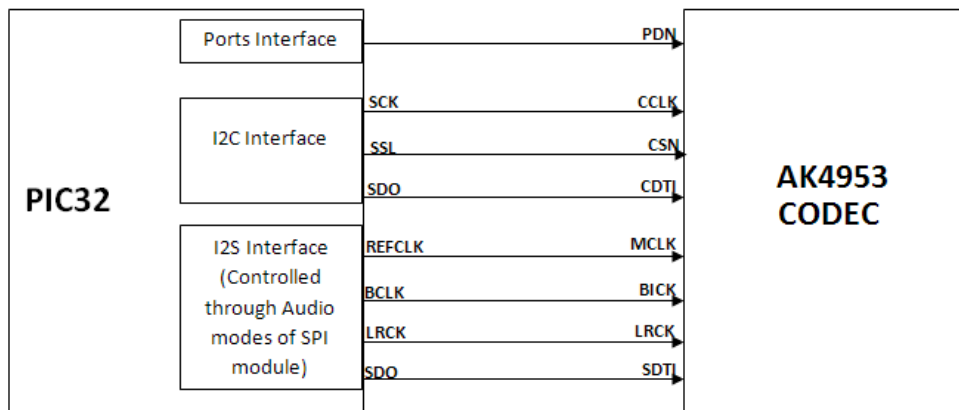 Ports Interface
PDN
SCK
CCLK
I2C Interface
SSL
CSN
SDO
CDTI
PIC32
AK4953
CODEC
I2S Interface
(Controlled
through Audio
modes of SPI
module)
REFCLK
MCLK
BCLK
BICK
LRCK
LRCK
SDO
SDTI